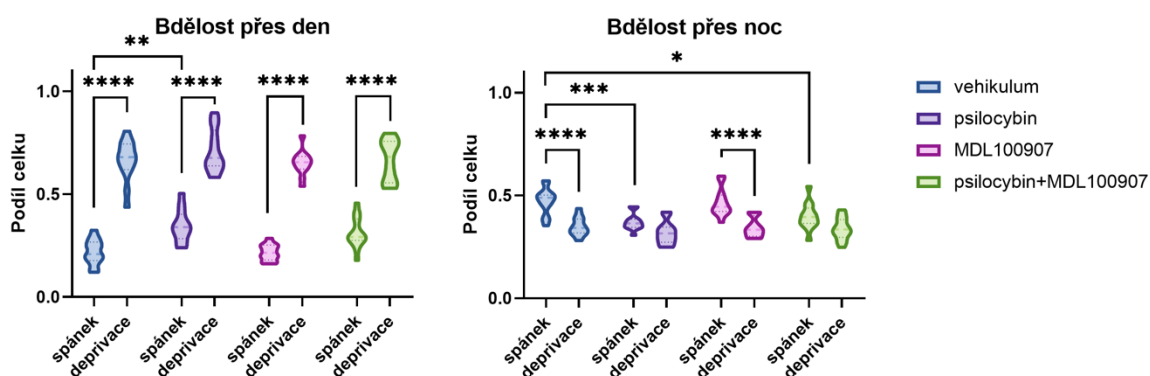 Bdělost přes den
**
**** **** **** ****
Podíl celku
1.0
0.5
0.0
spánek
deprivace
spánek
deprivace
spánek
deprivace
spánek
deprivace
Bdělost přes noc
*
***
**** ****
Podíl celku
1.0
0.5
0.0
spánek
deprivace
spánek
deprivace
spánek
deprivace
spánek
deprivace
vehikulum
psilocybin
MDL100907
psilocybin+MDL100907